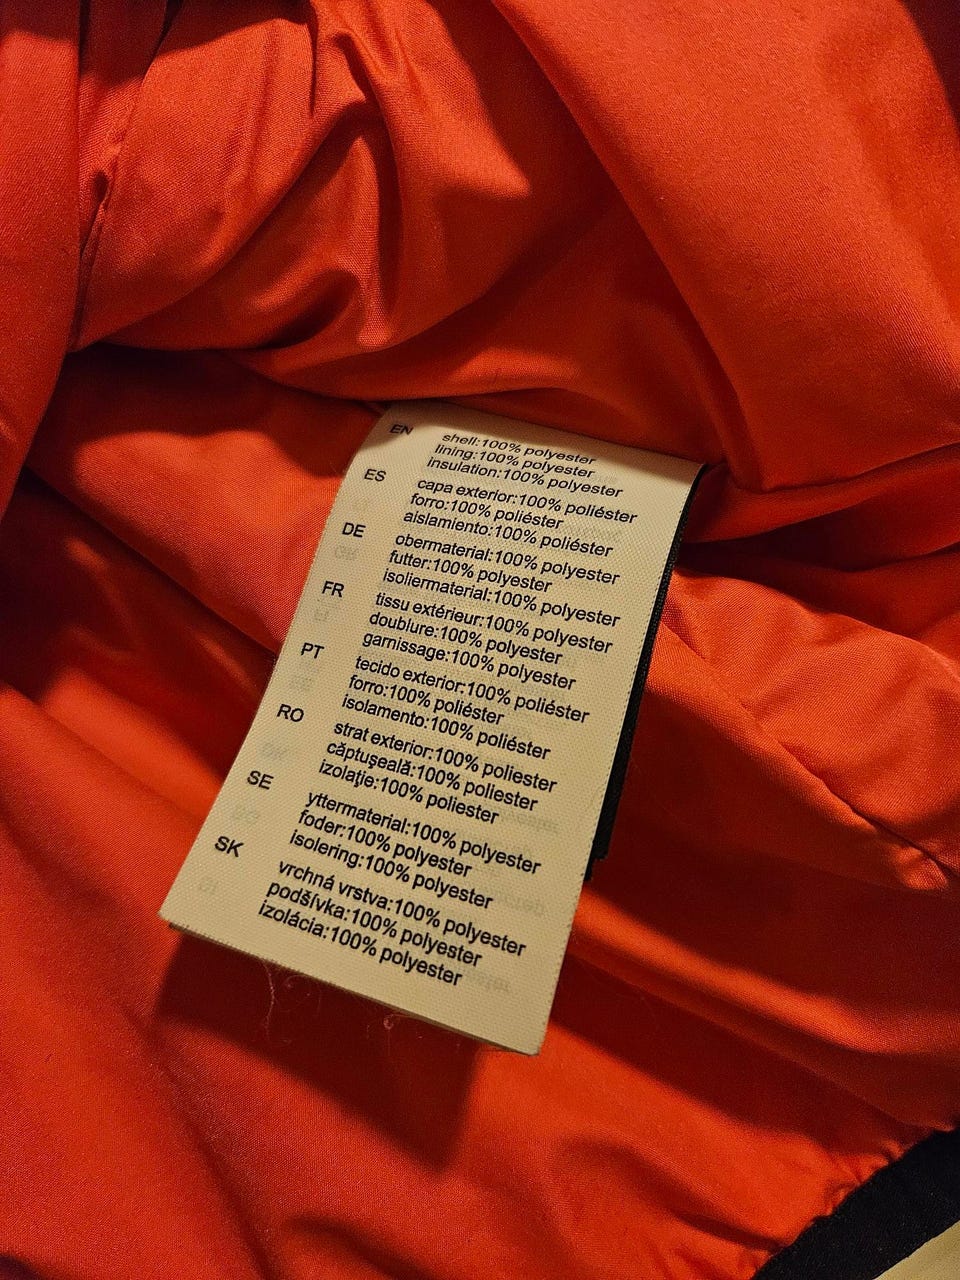 EN shell:100% polyester
lining:100% polyester
insulation:100% polyester
ES capa exterior:100% poliéster
forro:100% poliéster
aislamiento:100% poliéster
DE obermaterial:100% polyester
futter:100% polyester
isoliermaterial:100% polyester
FR tissu extérieur:100% polyester
doublure:100% polyester
garnissage:100% polyester
PT tecido exterior:100% poliéster
forro:100% poliéster
isolamento:100% poliéster
RO strat exterior:100% poliester
căptuşeală:100% poliester
izolaţie:100% poliester
SE yttermaterial:100% polyester
foder:100% polyester
isolering:100% polyester
SK vrchná vrstva:100% polyester
podšívka:100% polyester
izolácia:100% polyester